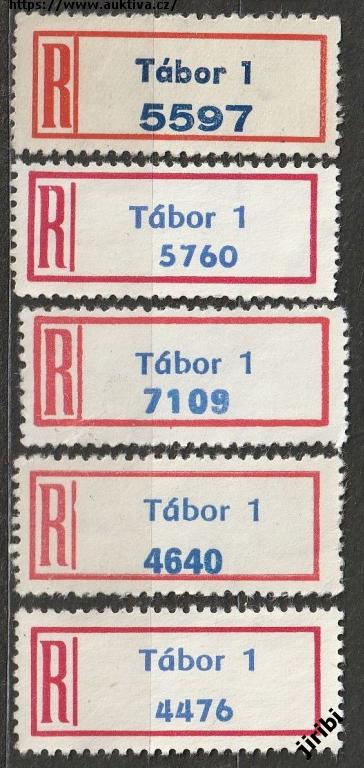 https://www.auktiva.cz/
R
Tábor 1
5597
R
Tábor 1
5760
R
Tábor 1
7109
R
Tábor 1
4640
R
Tábor 1
4476
jiribi